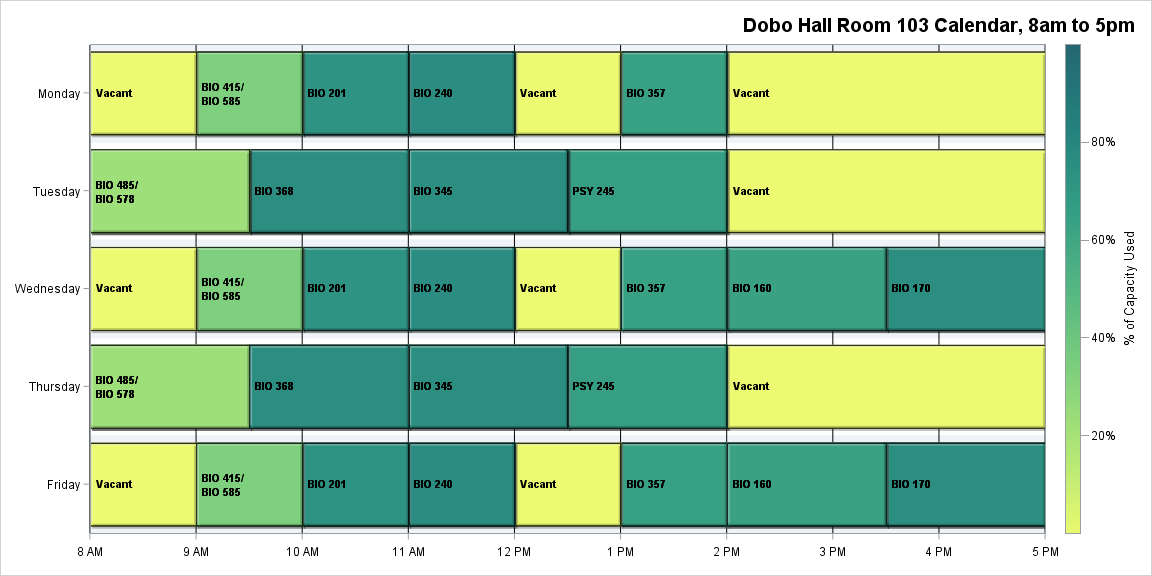 Dobo Hall Room 103 Calendar, 8am to 5pm
Monday
Vacant
BIO 415/
BIO 585
BIO 201
BIO 240
Vacant
BIO 357
Vacant
Tuesday
BIO 485/
BIO 578
BIO 368
BIO 345
PSY 245
Vacant
Wednesday
Vacant
BIO 415/
BIO 585
BIO 201
BIO 240
Vacant
BIO 357
BIO 160
BIO 170
Thursday
BIO 485/
BIO 578
BIO 368
BIO 345
PSY 245
Vacant
Friday
Vacant
BIO 415/
BIO 585
BIO 201
BIO 240
Vacant
BIO 357
BIO 160
BIO 170
8 AM
9 AM
10 AM
11 AM
12 PM
1 PM
2 PM
3 PM
4 PM
5 PM
80%
60%
40%
20%
% of Capacity Used